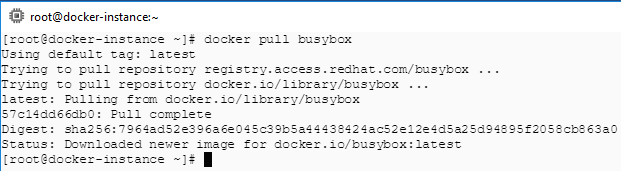 root@docker-instance:~
[root@docker-instance ~]# docker pull busybox
Using default tag: latest
Trying to pull repository registry.access.redhat.com/busybox ...
Trying to pull repository docker.io/library/busybox ...
latest: Pulling from docker.io/library/busybox
57c14dd66db0: Pull complete
Digest: sha256:7964ad52e396a6e045c39b5a44438424ac52e12e4d5a25d94895f2058cb863a0
Status: Downloaded newer image for docker.io/busybox:latest
[root@docker-instance ~]#